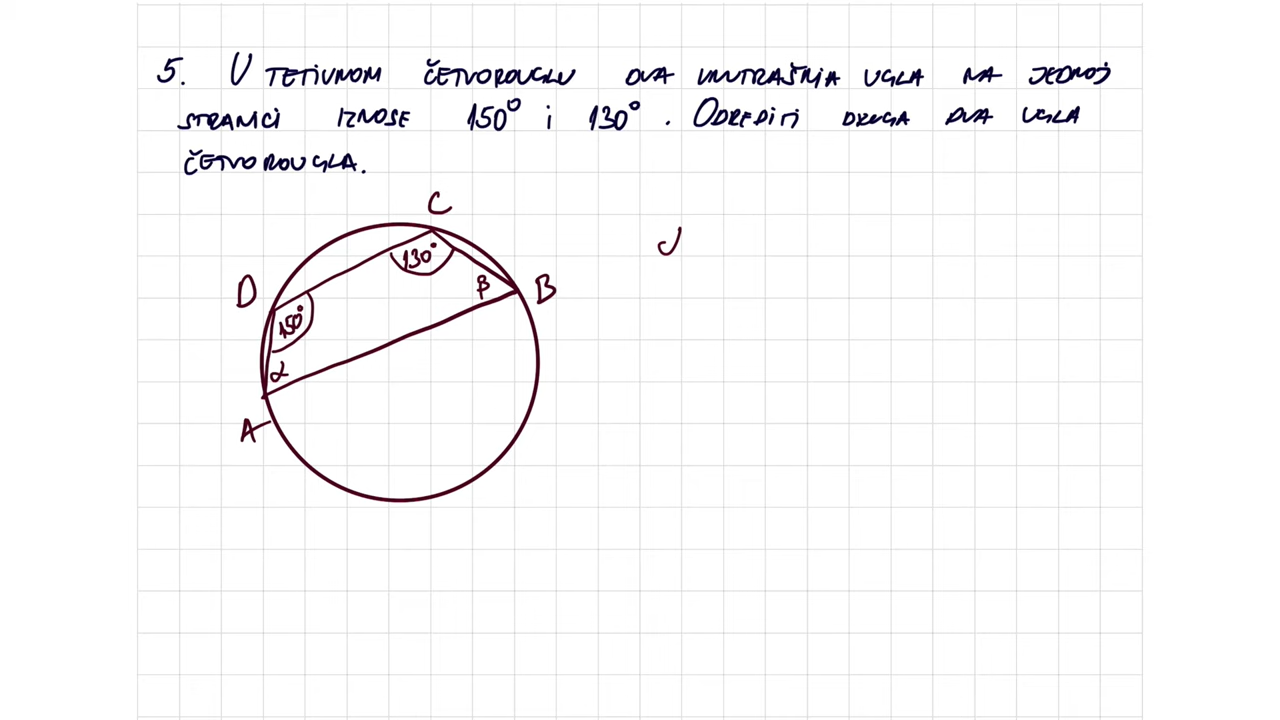 5. U TETIVNOM ČETVOROUGLU DVA UNUTRAŠNJA UGLA NA JEDNOJ
STRANICI IZNOSE 150° i 130°. ODREDITI DRUGA DVA UGLA
ČETVOROUGLA.
C
130°
D
β
B
150°
α
A